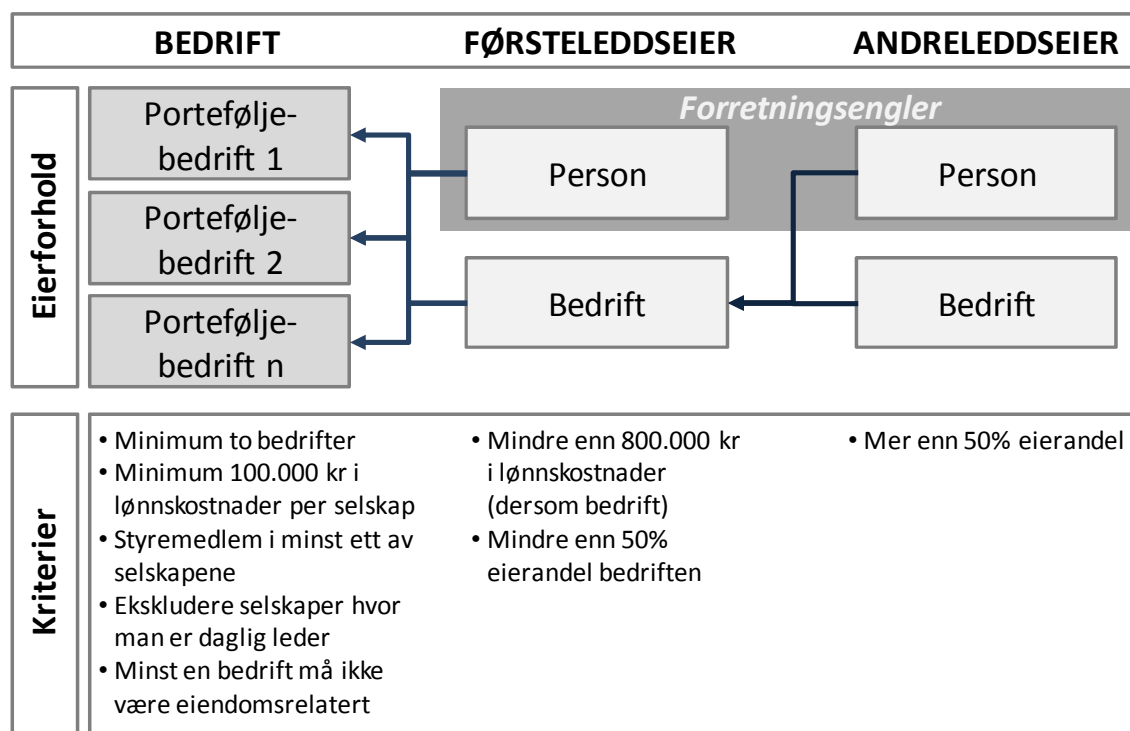 BEDRIFT
FØRSTELEDDSEIER
ANDRELEDDSEIER
Eierforhold
Portefølje-
bedrift 1
Portefølje-
bedrift 2
Portefølje-
bedrift n
Forretningsengler
Person
Person
Bedrift
Bedrift
Kriterier
• Minimum to bedrifter
• Minimum 100.000 kr i
lønnskostnader per selskap
• Styremedlem i minst ett av
selskapene
• Ekskludere selskaper hvor
man er daglig leder
• Minst en bedrift må ikke
være eiendomsrelatert
• Mindre enn 800.000 kr
i lønnskostnader
(dersom bedrift)
• Mindre enn 50%
eierandel bedriften
• Mer enn 50% eierandel